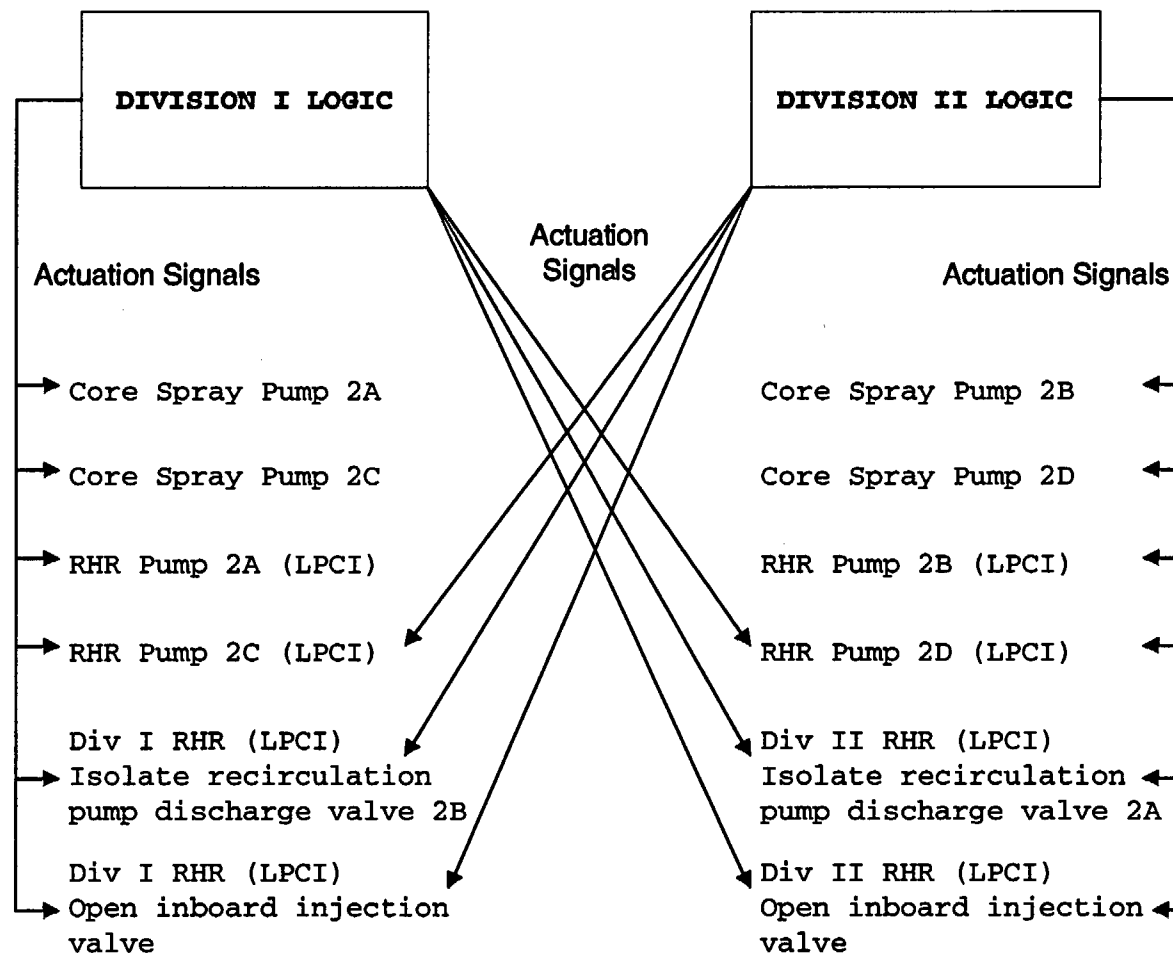 DIVISION I LOGIC
DIVISION II LOGIC
Actuation Signals
Actuation
Signals
Actuation Signals
Core Spray Pump 2A
Core Spray Pump 2C
RHR Pump 2A (LPCI)
RHR Pump 2C (LPCI)
Div I RHR (LPCI)
Isolate recirculation
pump discharge valve 2B
Div I RHR (LPCI)
Open inboard injection
valve
Core Spray Pump 2B
Core Spray Pump 2D
RHR Pump 2B (LPCI)
RHR Pump 2D (LPCI)
Div II RHR (LPCI)
Isolate recirculation
pump discharge valve 2A
Div II RHR (LPCI)
Open inboard injection
valve